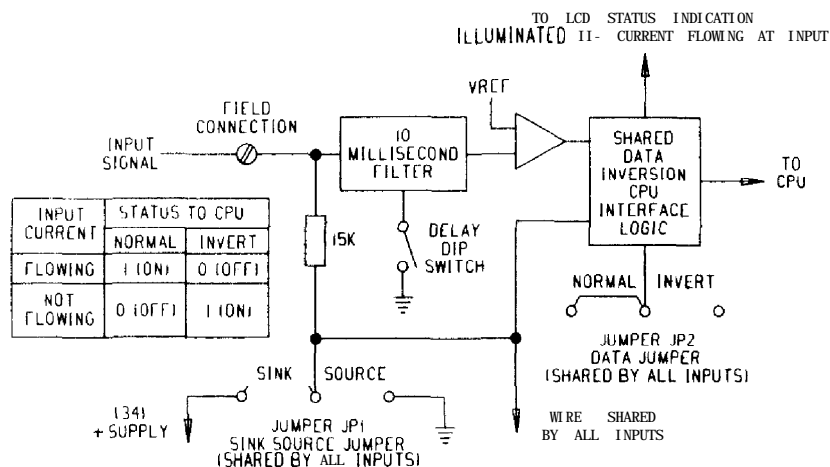 TO LCD STATUS INDICATION
ILLUMINATED II- CURRENT FLOWING AT INPUT
VREF
FIELD
CONNECTION
INPUT
SIGNAL
10
MILLISECOND
FILTER
SHARED
DATA
INVERSION
CPU
INTERFACE
LOGIC
TO
CPU
INPUT
CURRENT
STATUS TO CPU
NORMAL
INVERT
FLOWING
1 (ON)
0 (OFF)
NOT
FLOWING
0 (OFF)
1 (ON)
15K
DELAY
DIP
SWITCH
NORMAL
INVERT
JUMPER JP2
DATA JUMPER
(SHARED BY ALL INPUTS)
SINK
SOURCE
(34)
+ SUPPLY
JUMPER JP1
SINK SOURCE JUMPER
(SHARED BY ALL INPUTS)
WIRE SHARED
BY ALL INPUTS